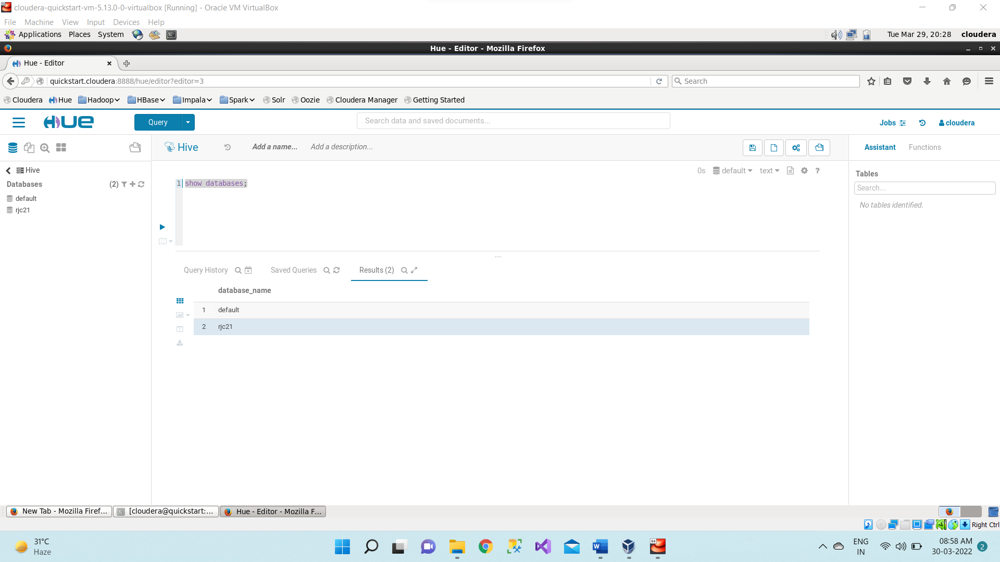 cloudera-quickstart-vm-5.13.0-0-virtualbox [Running] - Oracle VM VirtualBox
File Machine View Input Devices Help
Applications Places System Tue Mar 29, 20:28 cloudera
Hue - Editor - Mozilla Firefox
Hue - Editor
quickstart.cloudera:8888/hue/editor?editor=3 Search
Cloudera Hue Hadoop HBase Impala Spark Solr Oozie Cloudera Manager Getting Started
HUE Query Search data and saved documents... Jobs cloudera
Hive Add a name... Add a description... Assistant Functions
Hive 0s default text ?
Tables
Databases (2)
1 show databases;
Search...
default
No tables identified.
rjc21
Query History Saved Queries Results (2)
database_name
1 default
2 rjc21
New Tab - Mozilla Firef... [cloudera@quickstart:... Hue - Editor - Mozilla F...
Right Ctrl
31°C ENG 08:58 AM
Haze IN 30-03-2022 2
64